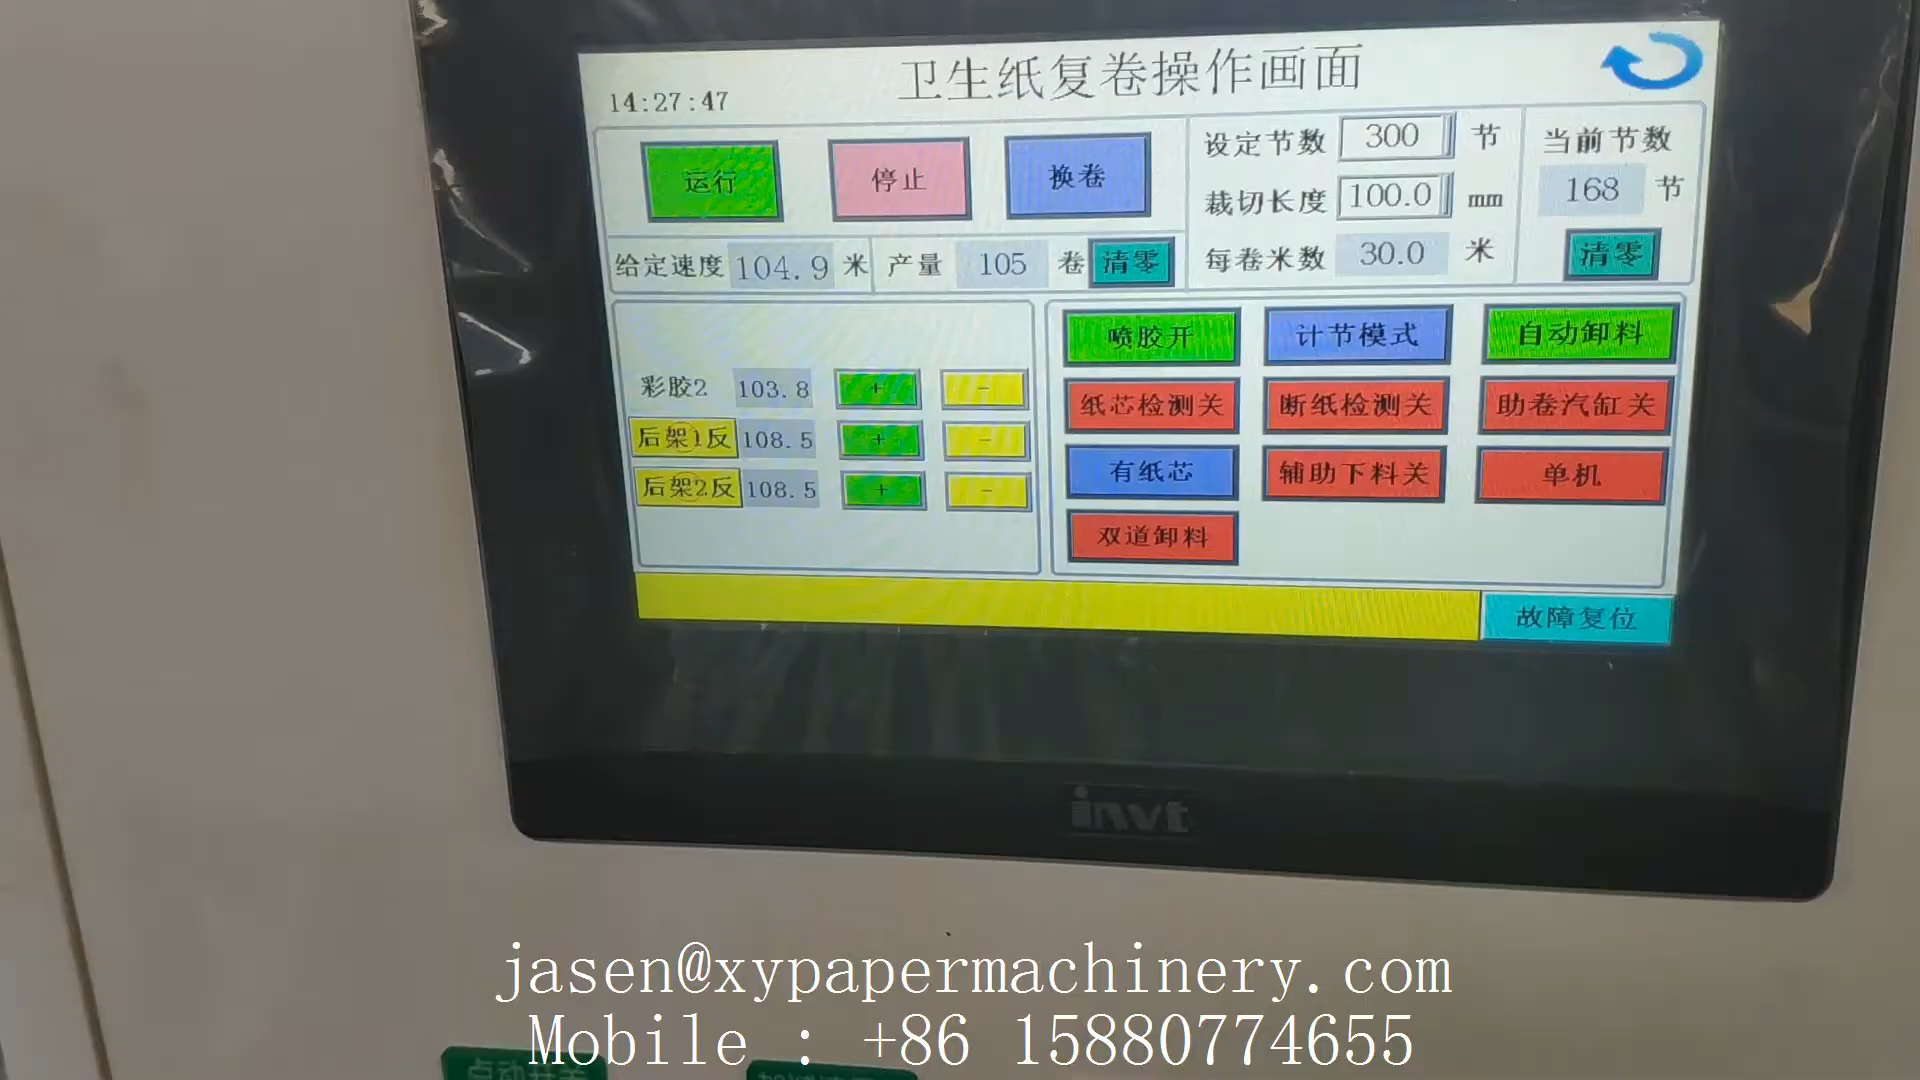 卫生纸复卷操作画面
14:27:47
运行 停止 换卷
设定节数 300 节
裁切长度 100.0 mm
每卷米数 30.0 米
当前节数
168 节
清零
给定速度 104.9 米 产量 105 卷 清零
彩胶2 103.8 + -
后架1反 108.5 + -
后架2反 108.5 + -
喷胶开 计节模式 自动卸料
纸芯检测关 断纸检测关 助卷汽缸关
有纸芯 辅助下料关 单机
双道卸料
故障复位
invt
jasen@xypapermachinery.com
Mobile : +86 15880774655
点动开关